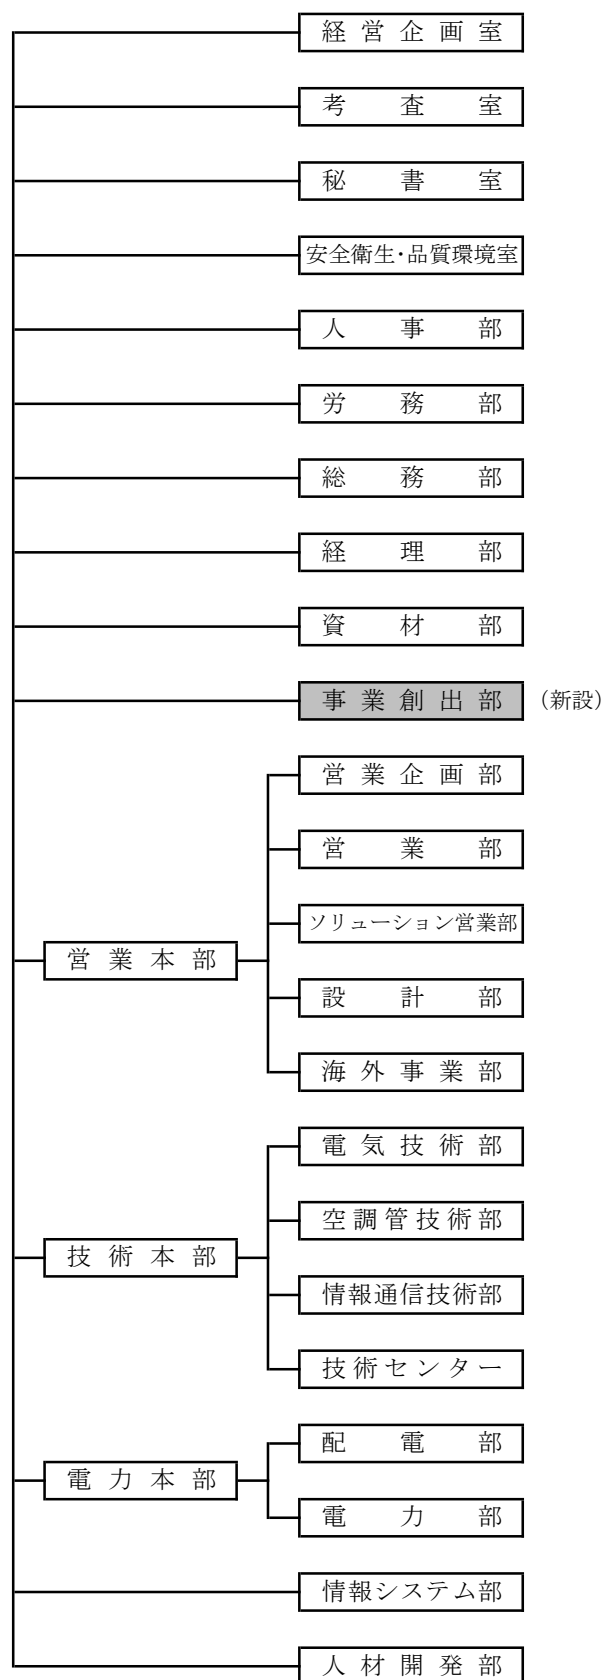 経営企画室
考査室
秘書室
安全衛生・品質環境室
人事部
労務部
総務部
経理部
資材部
事業創出部 (新設)
営業企画部
営業部
ソリューション営業部
営業本部
設計部
海外事業部
電気技術部
空調管技術部
技術本部
情報通信技術部
技術センター
配電部
電力本部
電力部
情報システム部
人材開発部